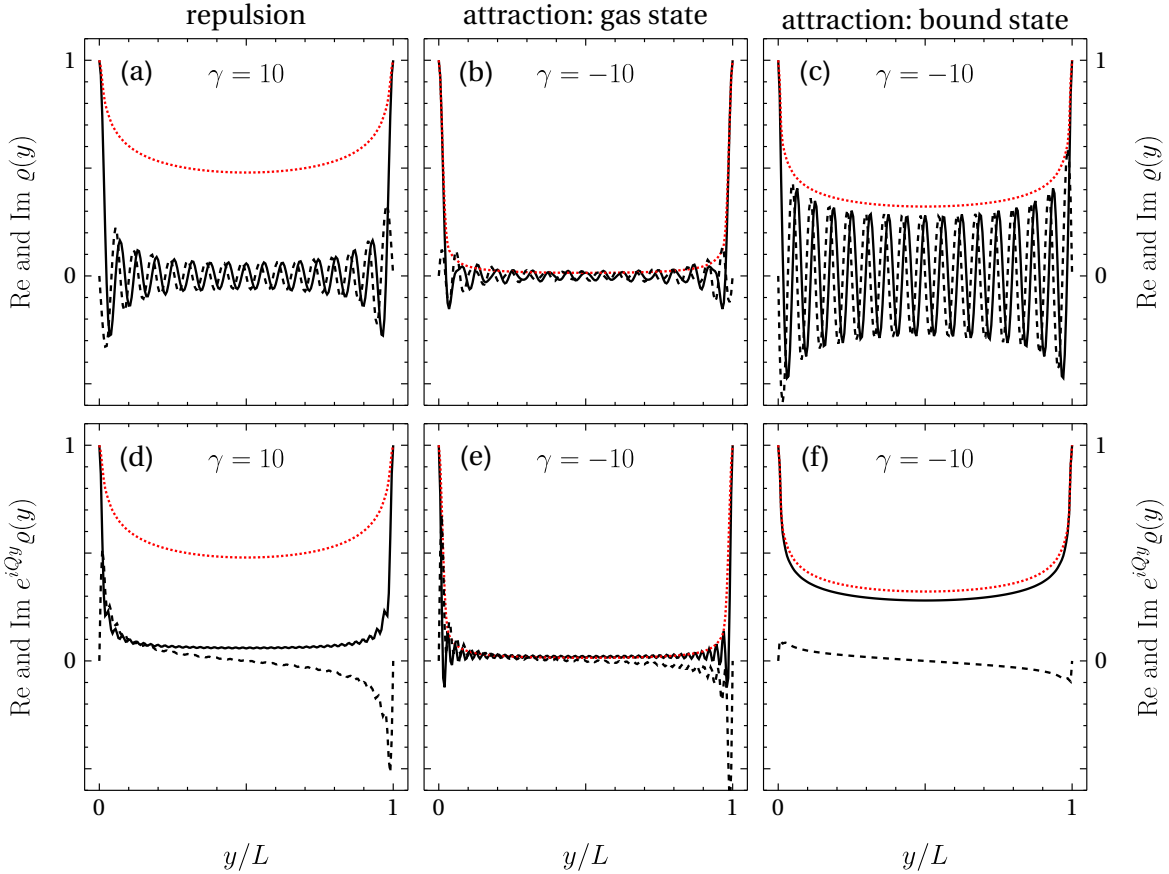 repulsion
attraction: gas state
attraction: bound state
(a)
γ = 10
(b)
γ = −10
(c)
γ = −10
1
0
Re and Im ϱ(y)
1
0
Re and Im ϱ(y)
(d)
γ = 10
(e)
γ = −10
(f)
γ = −10
1
0
Re and Im e^{iQy}ϱ(y)
1
0
Re and Im e^{iQy}ϱ(y)
0
1
0
1
0
1
y/L
y/L
y/L